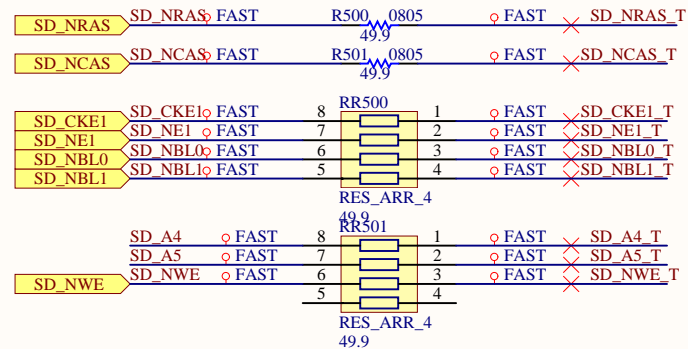 SD_NRAS SD_NRAS FAST R500 0805 FAST SD_NRAS_T
49.9
SD_NCAS R501 0805 FAST SD_NCAS_T
49.9
RR500
SD_CKE1 SD_CKE1 FAST 8 1 FAST SD_CKE1_T
SD_NE1 SD_NE1 FAST 7 2 FAST SD_NE1_T
SD_NBL0 SD_NBL0 FAST 6 3 FAST SD_NBL0_T
SD_NBL1 SD_NBL1 FAST 5 4 FAST SD_NBL1_T
RES_ARR_4
49.9
RR501
SD_A4 FAST 8 1 FAST SD_A4_T
SD_A5 FAST 7 2 FAST SD_A5_T
SD_NWE SD_NWE FAST 6 3 FAST SD_NWE_T
5 4
RES_ARR_4
49.9